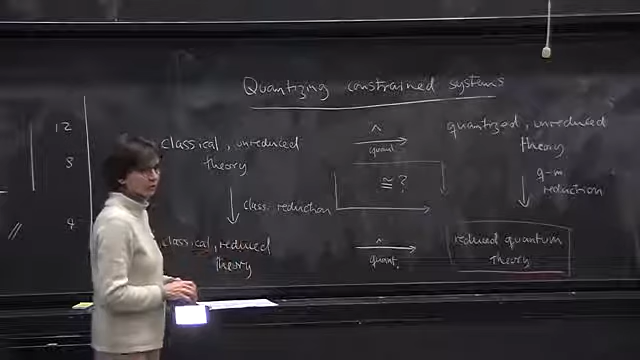 Quantizing constrained systems
12
8
4
//
classical, unreduced
theory
^
quant
quantized, unreduced
theory
≅ ?
class. reduction
q-m
reduction
classical, reduced
theory
^
quant.
reduced quantum
theory